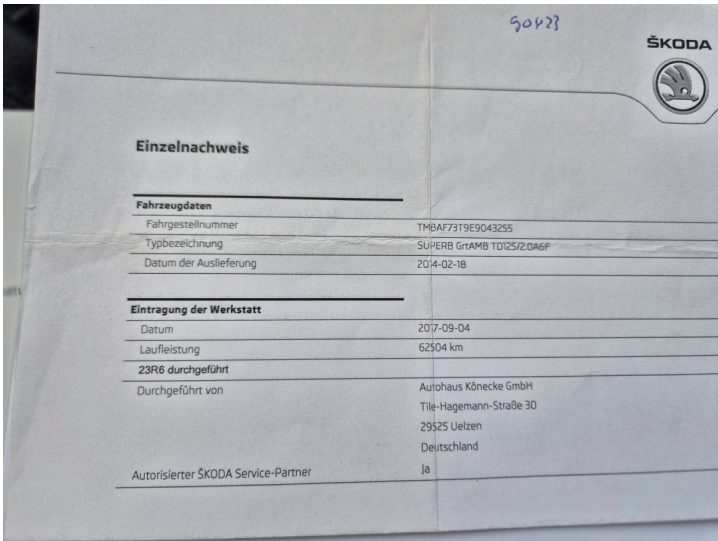 90423
ŠKODA
Einzelnachweis
Fahrzeugdaten
Fahrgestellnummer TMBAF73T9E9043255
Typbezeichnung SUPERB GrtAMB TD125/2.0A6F
Datum der Auslieferung 2014-02-18
Eintragung der Werkstatt
Datum 2017-09-04
Laufleistung 62504 km
23R6 durchgeführt
Durchgeführt von Autohaus Könecke GmbH
Tile-Hagemann-Straße 30
29525 Uelzen
Deutschland
Autorisierter ŠKODA Service-Partner Ja